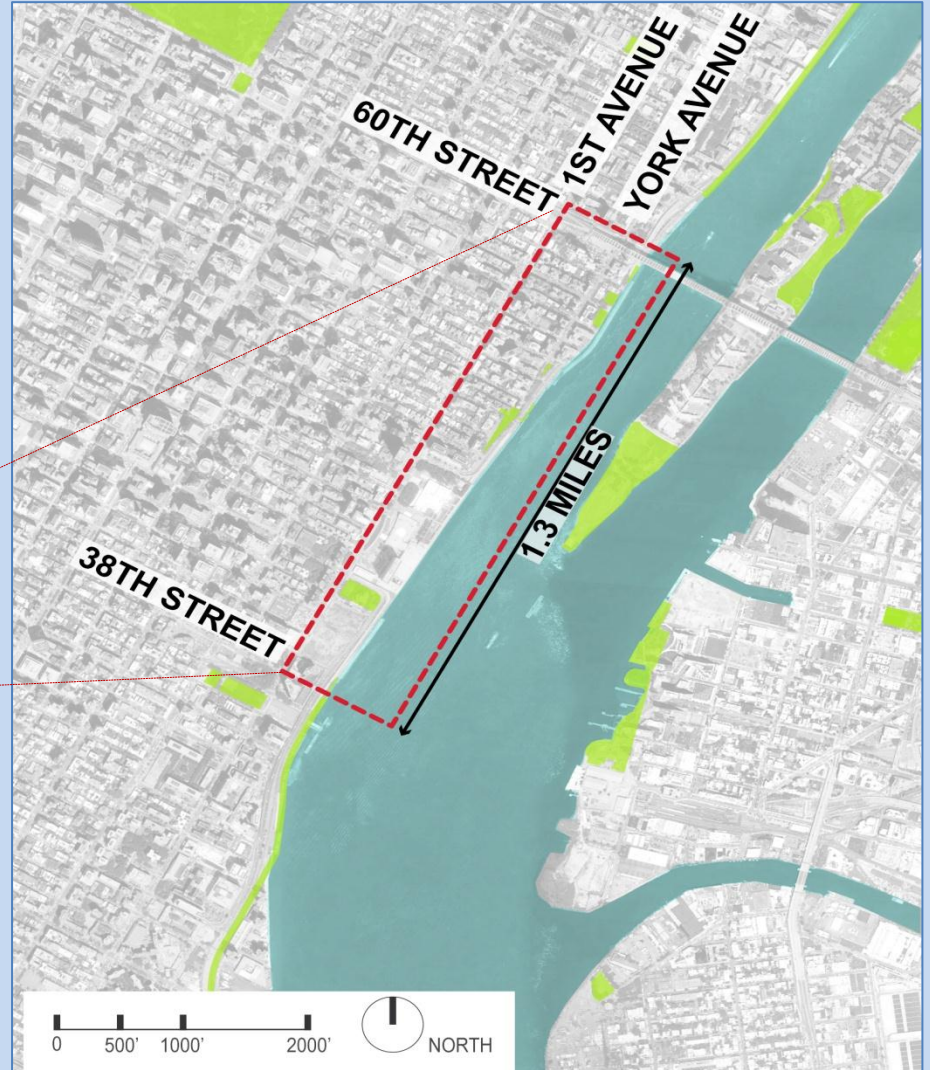 1ST AVENUE
YORK AVENUE
60TH STREET
1.3 MILES
38TH STREET
0 500' 1000' 2000' NORTH